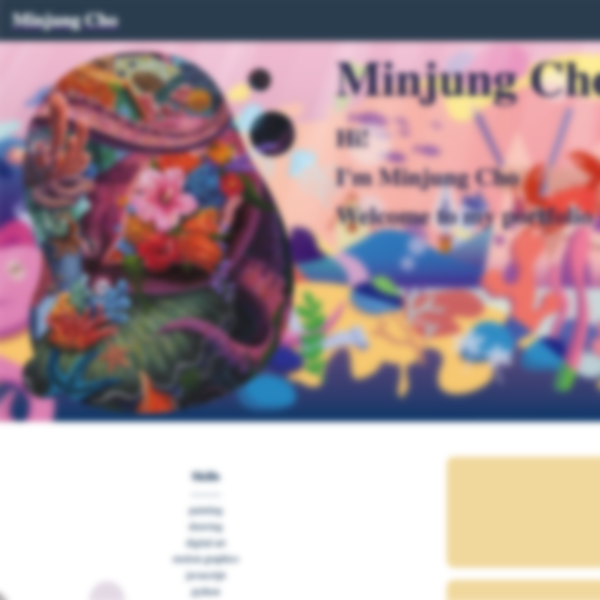 Minjung Cho
Minjung Cho
Hi!
I'm Minjung Cho
Welcome to my portfolio
Skills
painting
drawing
digital art
motion graphics
javascript
python